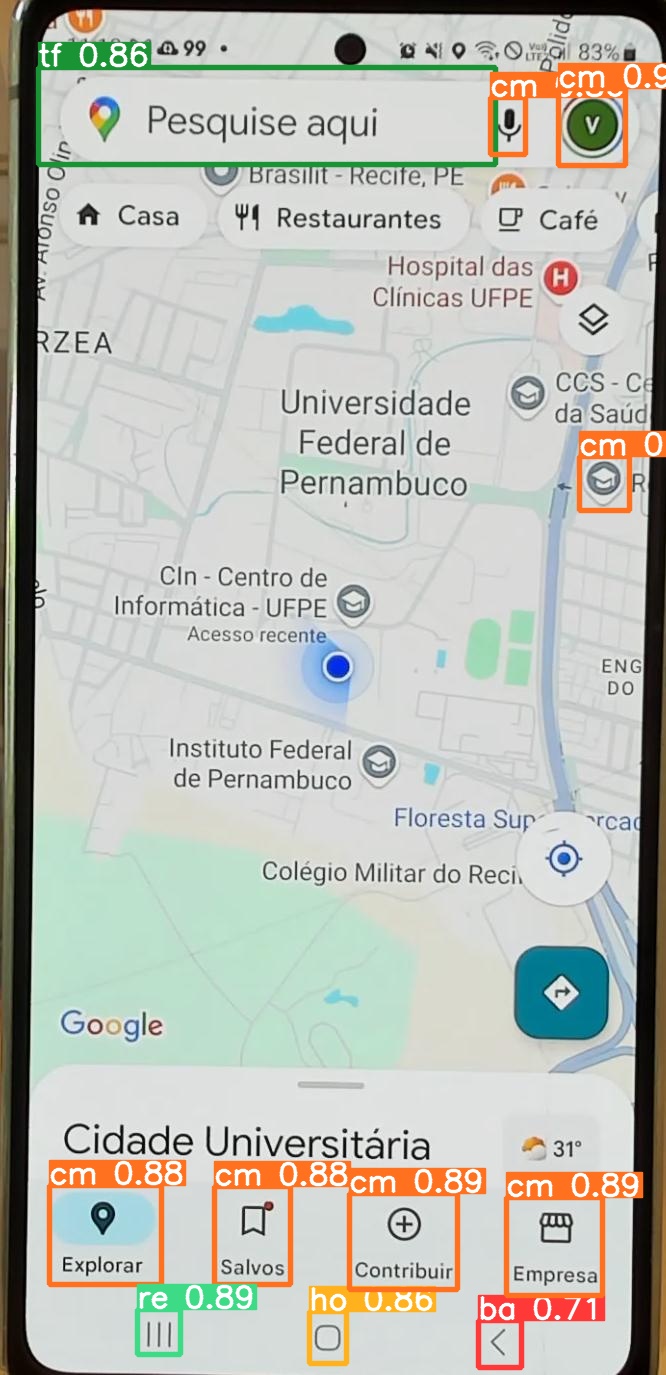 tf 0.86
99
83%
cm
cm 0.9
Pesquise aqui
V
Brasilit - Recife, PE
Casa
Restaurantes
Café
Av. Afonso Olin
Hospital das
Clínicas UFPE
H
RZEA
CCS - Ce
da Saúd
Universidade
Federal de
Pernambuco
cm 0
R
CIn - Centro de
Informática - UFPE
Acesso recente
ENG
DO
Instituto Federal
de Pernambuco
Floresta Sup
rcad
Colégio Militar do Reci
Google
Cidade Universitária
31°
cm 0.88
cm 0.88
cm 0.89
cm 0.89
Explorar
Salvos
Contribuir
Empresa
re 0.89
ho 0.86
ba 0.71